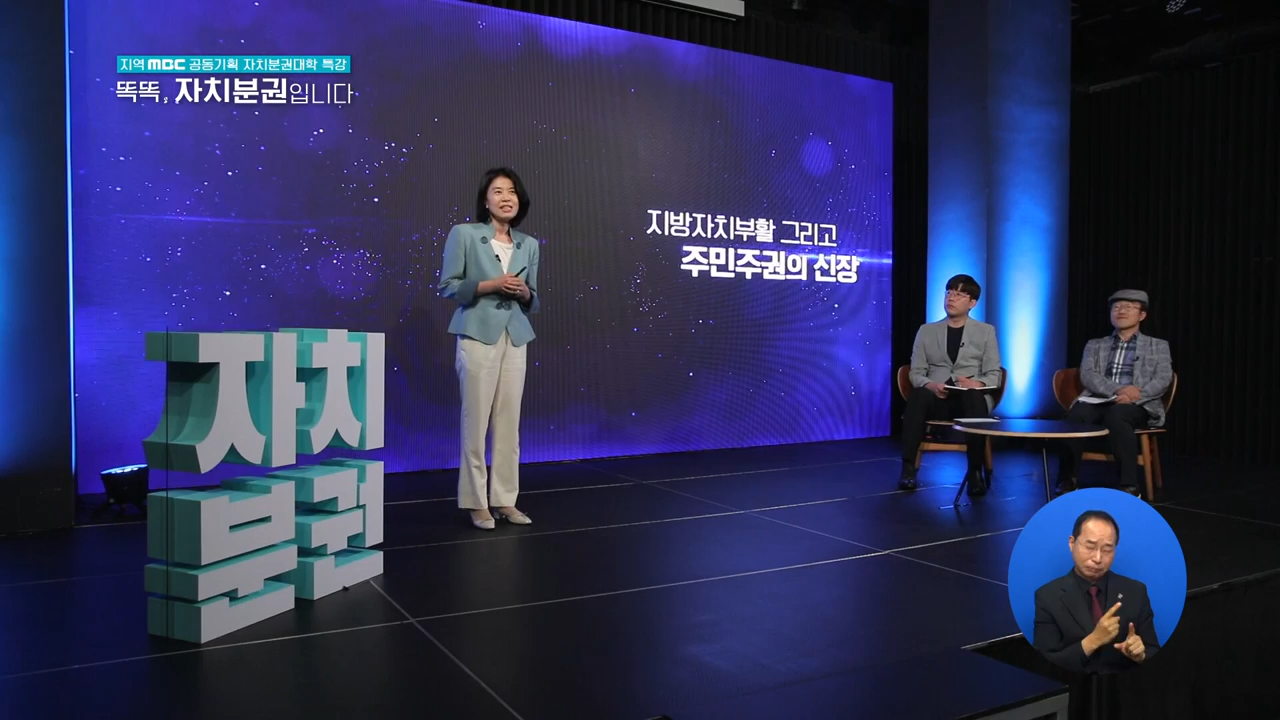 지역 MBC 공동기획 자치분권대학 특강
똑똑, 자치분권입니다
지방자치부활 그리고
주민주권의 신장
자치
분권